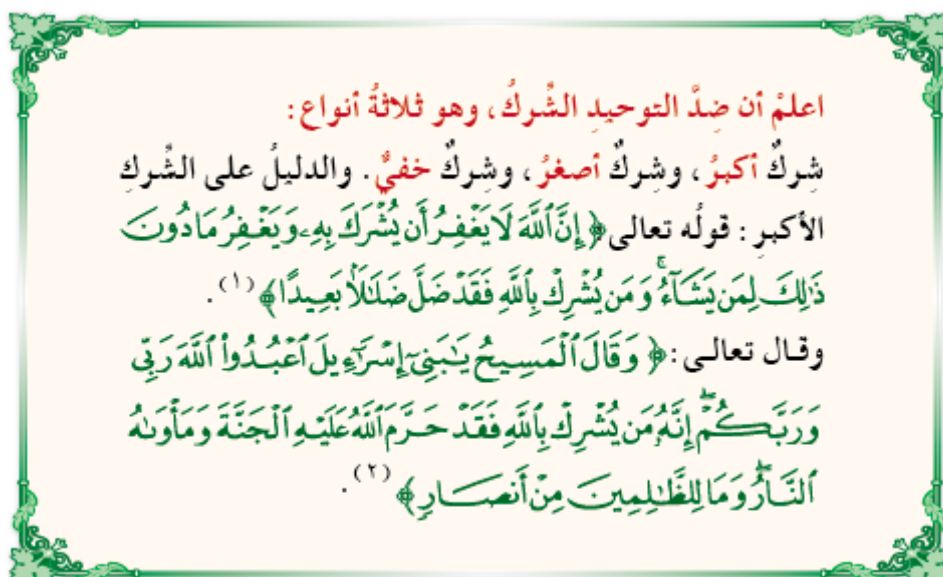 اعلمْ أن ضِدَّ التوحيدِ الشِّركُ، وهو ثلاثةُ أنواع:
شِركٌ أكبرُ، وشِركٌ أصغرُ، وشِركٌ خفيٌّ. والدليلُ على الشِّركِ
الأكبرِ: قولُه تعالى ﴿إِنَّ ٱللَّهَ لَا يَغْفِرُ أَن يُشْرَكَ بِهِۦ وَيَغْفِرُ مَا دُونَ
ذَٰلِكَ لِمَن يَشَآءُ ۚ وَمَن يُشْرِكْ بِٱللَّهِ فَقَدْ ضَلَّ ضَلَٰلًۢا بَعِيدًا﴾ (١).
وقال تعالى: ﴿وَقَالَ ٱلْمَسِيحُ يَٰبَنِىٓ إِسْرَٰٓءِيلَ ٱعْبُدُوا۟ ٱللَّهَ رَبِّى
وَرَبَّكُمْ ۖ إِنَّهُۥ مَن يُشْرِكْ بِٱللَّهِ فَقَدْ حَرَّمَ ٱللَّهُ عَلَيْهِ ٱلْجَنَّةَ وَمَأْوَىٰهُ
ٱلنَّارُ ۖ وَمَا لِلظَّٰلِمِينَ مِنْ أَنصَارٍ﴾ (٢).